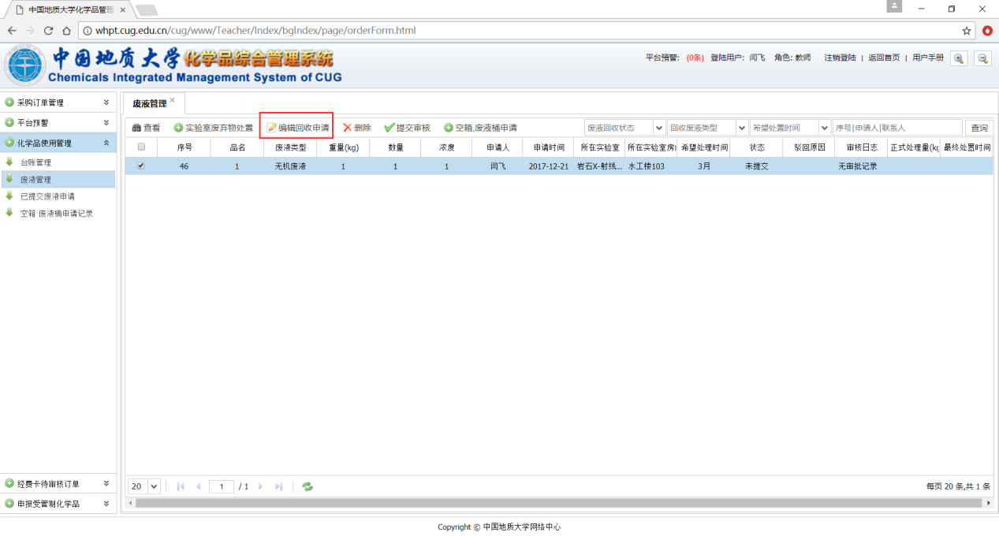 中国地质大学化学品管理
whpt.cug.edu.cn/cug/www/Teacher/Index/bgIndex/page/orderForm.html
中国地质大学化学品综合管理系统
Chemicals Integrated Management System of CUG
平台预警: (0条) 登陆用户: 闻飞 角色: 教师 注销登陆 | 返回首页 | 用户手册
采购订单管理
平台预警
化学品使用管理
台账管理
废液管理
已提交废液申请
空箱 废液桶申请记录
经费卡待审核订单
申报受管制化学品
废液管理
查看 实验室废弃物处置 编辑回收申请 删除 提交审核 空箱,废液桶申请 废液回收状态 回收废液类型 希望处置时间 序号|申请人|联系人 查询
序号 品名 废液类型 重量(kg) 数量 浓度 申请人 申请时间 所在实验室 所在实验室房 希望处理时间 状态 驳回原因 审核日志 正式处理量(kg 最终处置时间
46 1 无机废液 1 1 1 闻飞 2017-12-21 岩石X-射线... 水工楼103 3月 未提交 无审批记录
20 1 / 1 每页 20 条,共 1 条
Copyright © 中国地质大学网络中心